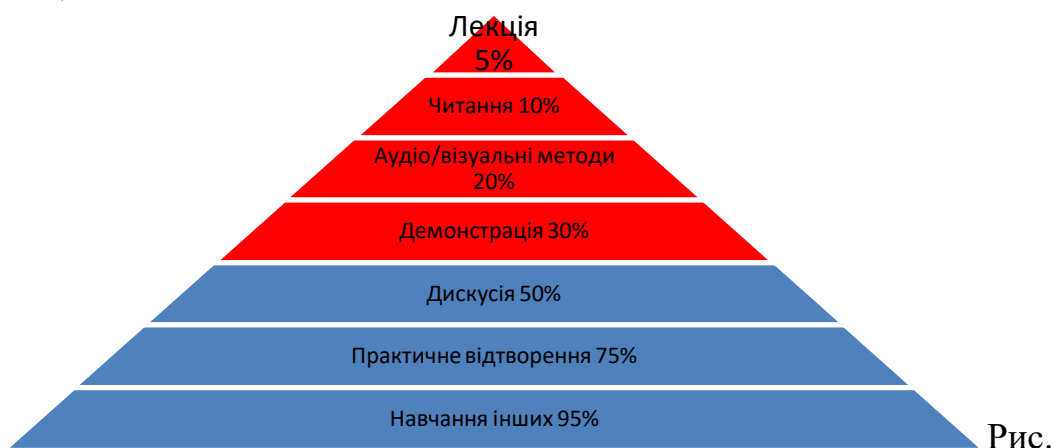 Лекція
5%
Читання 10%
Аудіо/візуальні методи
20%
Демонстрація 30%
Дискусія 50%
Практичне відтворення 75%
Навчання інших 95%
Рис.